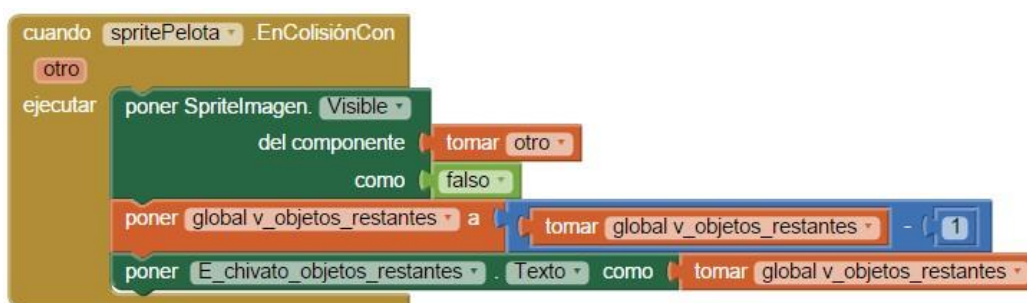 cuando spritePelota .EnColisiónCon
otro
ejecutar poner SpriteImagen. Visible
del componente tomar otro
como falso
poner global v_objetos_restantes a tomar global v_objetos_restantes - 1
poner E_chivato_objetos_restantes . Texto como tomar global v_objetos_restantes